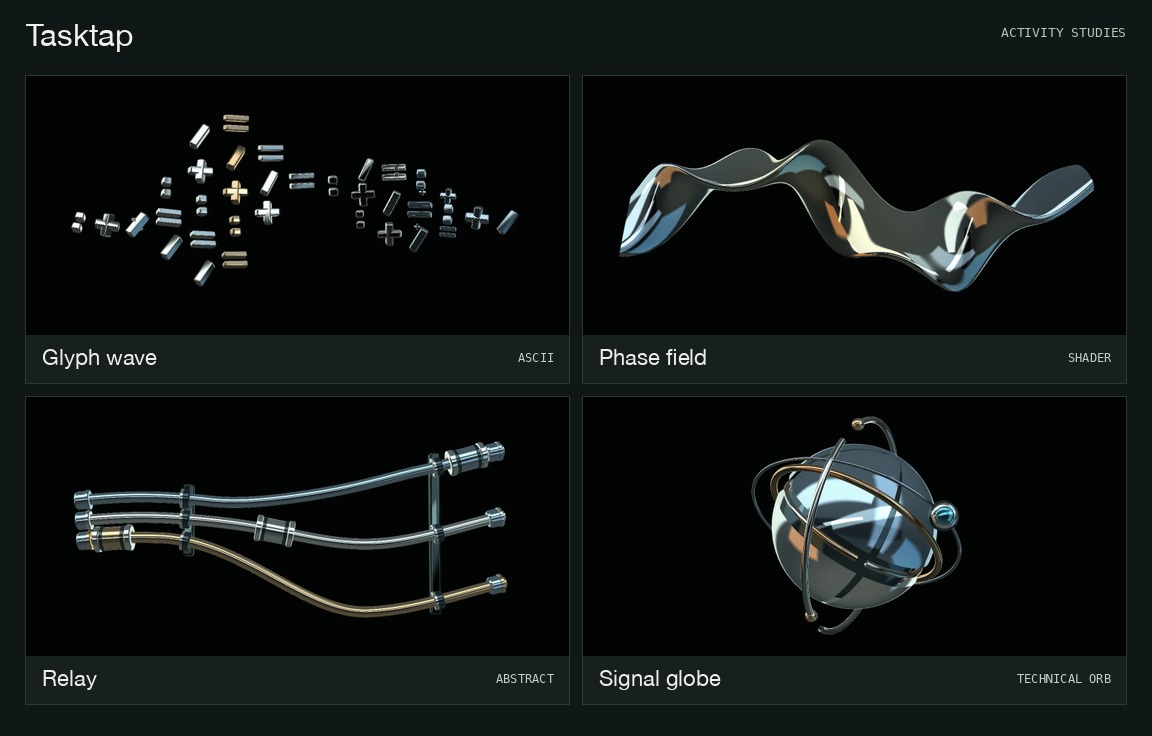 Tasktap
ACTIVITY STUDIES
Glyph wave
ASCII
Phase field
SHADER
Relay
ABSTRACT
Signal globe
TECHNICAL ORB